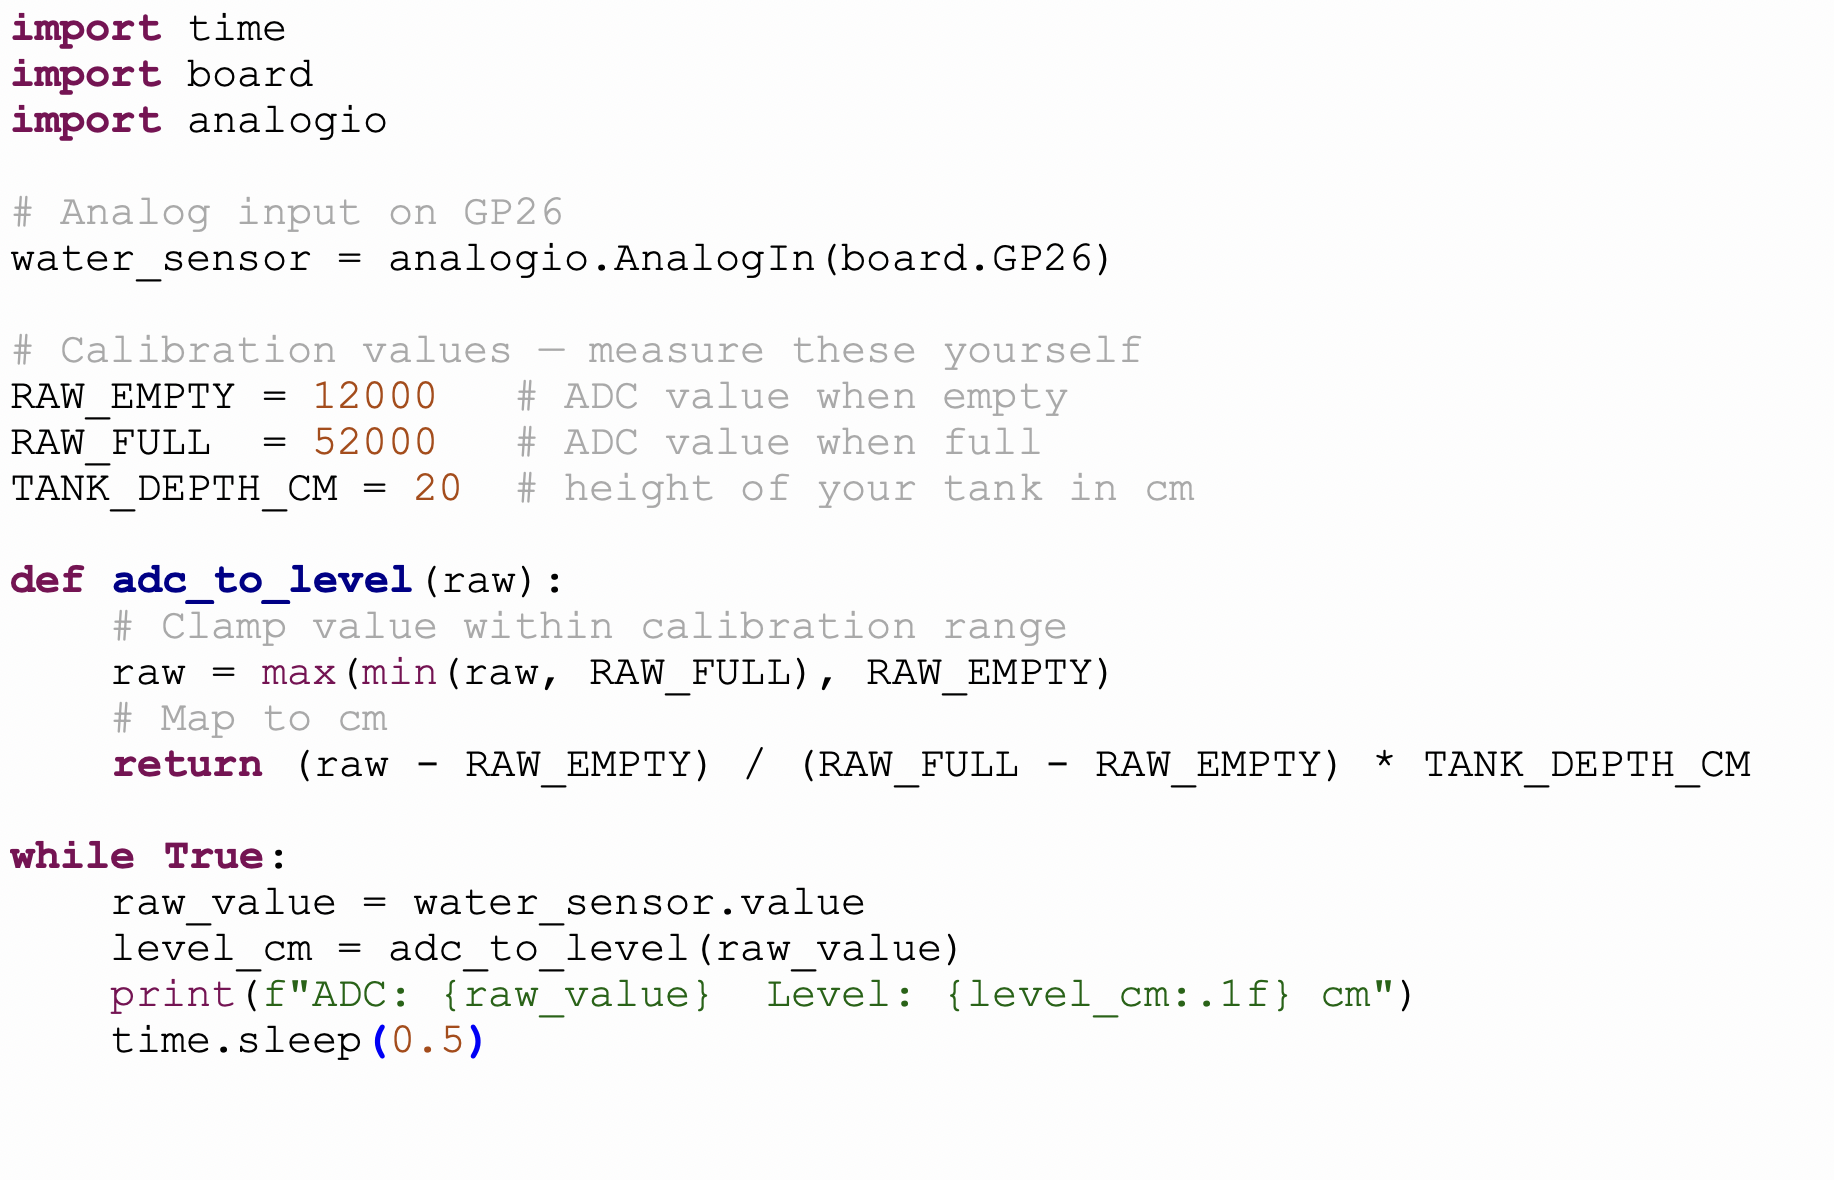 import time
import board
import analogio

# Analog input on GP26
water_sensor = analogio.AnalogIn(board.GP26)

# Calibration values — measure these yourself
RAW_EMPTY = 12000   # ADC value when empty
RAW_FULL  = 52000   # ADC value when full
TANK_DEPTH_CM = 20  # height of your tank in cm

def adc_to_level(raw):
    # Clamp value within calibration range
    raw = max(min(raw, RAW_FULL), RAW_EMPTY)
    # Map to cm
    return (raw - RAW_EMPTY) / (RAW_FULL - RAW_EMPTY) * TANK_DEPTH_CM

while True:
    raw_value = water_sensor.value
    level_cm = adc_to_level(raw_value)
    print(f"ADC: {raw_value}  Level: {level_cm:.1f} cm")
    time.sleep(0.5)